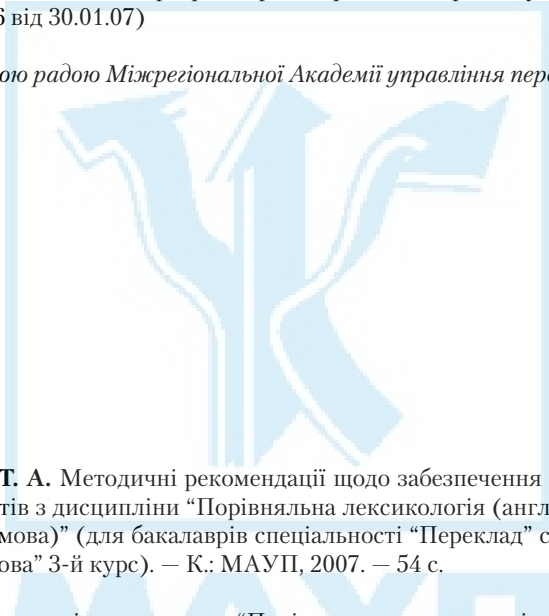 6 від 30.01.07)
ою радою Міжрегіональної Академії управління пер
Т. А. Методичні рекомендації щодо забезпечення
тів з дисципліни “Порівняльна лексикологія (англ
мова)” (для бакалаврів спеціальності “Переклад” с
ова” 3-й курс). — К.: МАУП, 2007. — 54 с.
МАУП